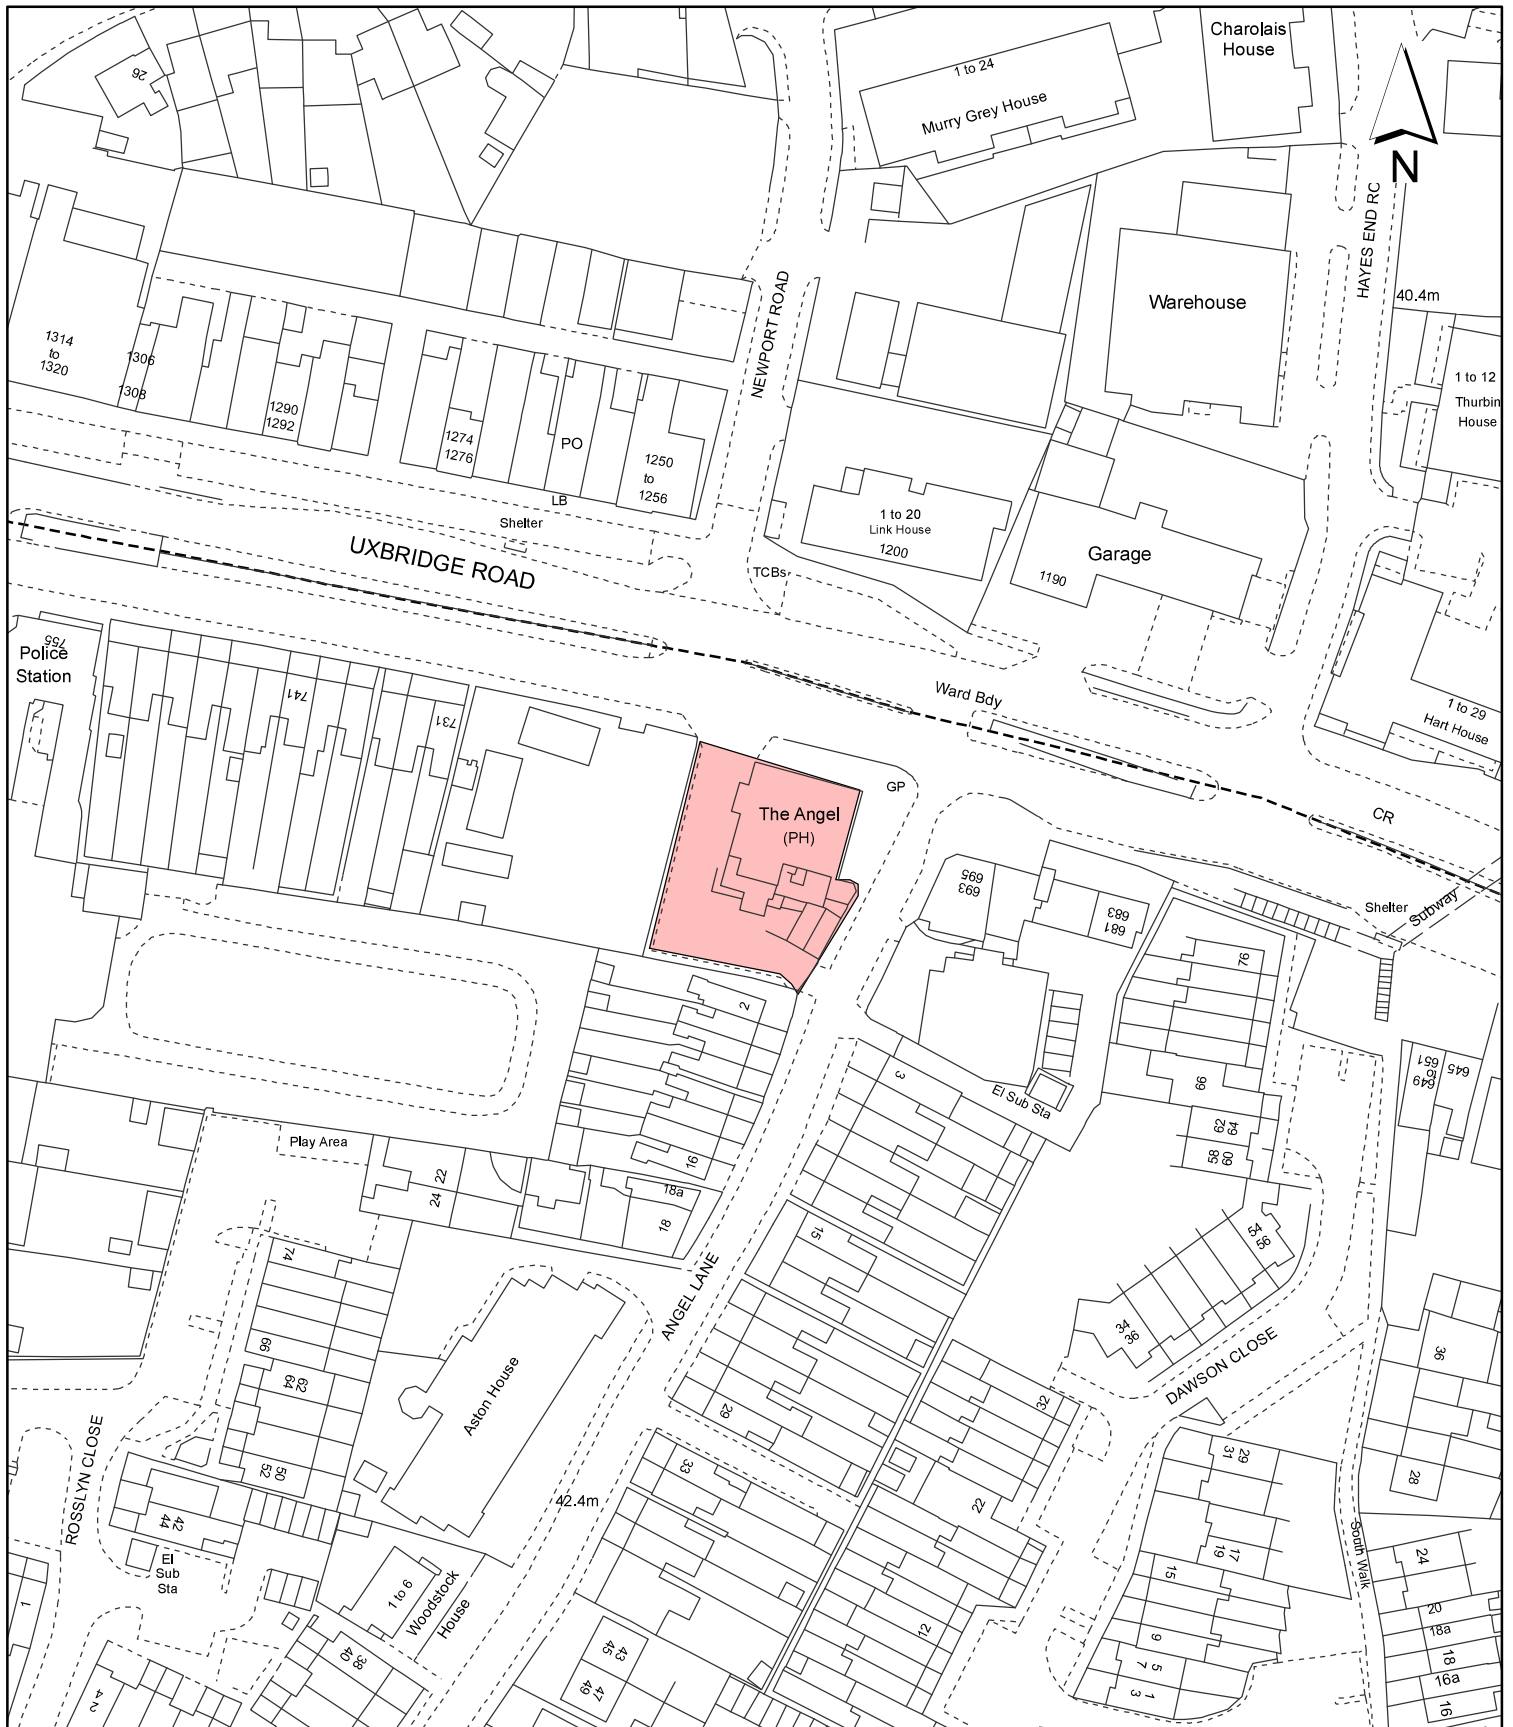 Charolais
House
26
1 to 24
Murry Grey House
N
HAYES END RC
40.4m
Warehouse
NEWPORT ROAD
1314
to
1320
1306
1308
1290
1292
1274
1276
PO
1250
to
1256
1 to 12
Thurbin
House
LB
Shelter
1 to 20
Link House
1200
UXBRIDGE ROAD
TCBs
1190
Garage
755
Police
Station
741
731
Ward Bdy
1 to 29
Hart House
GP
The Angel
(PH)
CR
695
693
683
681
Shelter
Subway
76
2
3
El Sub Sta
66
651
to
649
645
62
64
58
60
Play Area
22
24
16
18a
18
15
54
56
74
ANGEL LANE
34
36
DAWSON CLOSE
36
66
62
64
Aston House
32
29
ROSSLYN CLOSE
50
52
33
29
31
28
22
42.4m
42
44
El
Sub
Sta
South Walk
17
19
15
24
1
1 to 6
Woodstock
House
12
20
18a
18
16a
16
43
45
9
5
7
38
40
47
49
1
3
4
2